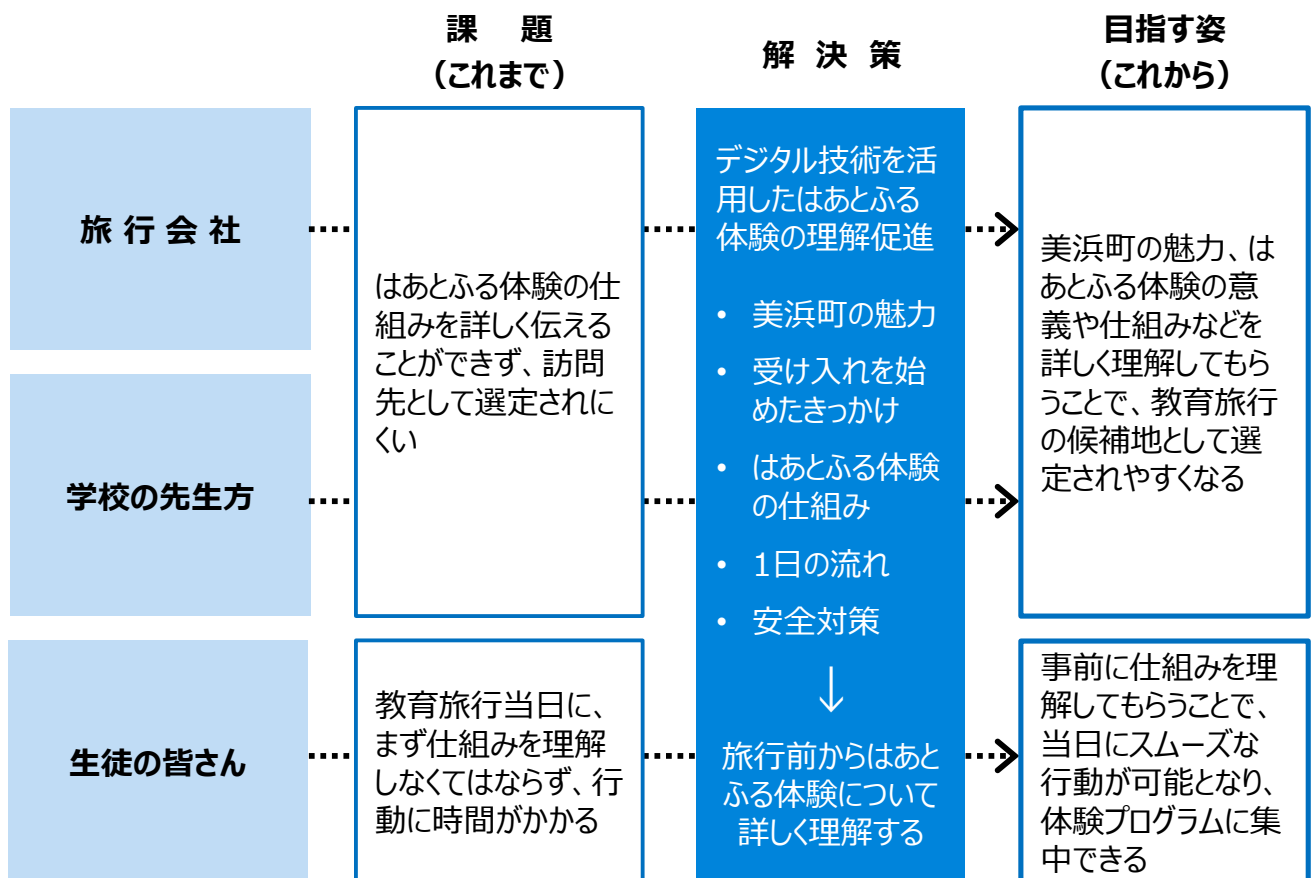 課 題
（これまで）
解 決 策
目指す姿
（これから）
旅 行 会 社
学校の先生方
はあとふる体験の仕
組みを詳しく伝える
ことができず、訪問
先として選定されに
くい
デジタル技術を活
用したはあとふる
体験の理解促進
• 美浜町の魅力
• 受け入れを始
めたきっかけ
• はあとふる体験
の仕組み
• 1日の流れ
• 安全対策
↓
旅行前からはあと
ふる体験について
詳しく理解する
美浜町の魅力、は
あとふる体験の意
義や仕組みなどを
詳しく理解してもら
うことで、教育旅行
の候補地として選
定されやすくなる
生徒の皆さん
教育旅行当日に、
まず仕組みを理解
しなくてはならず、行
動に時間がかかる
事前に仕組みを理
解してもらうことで、
当日にスムーズな
行動が可能となり、
体験プログラムに集
中できる